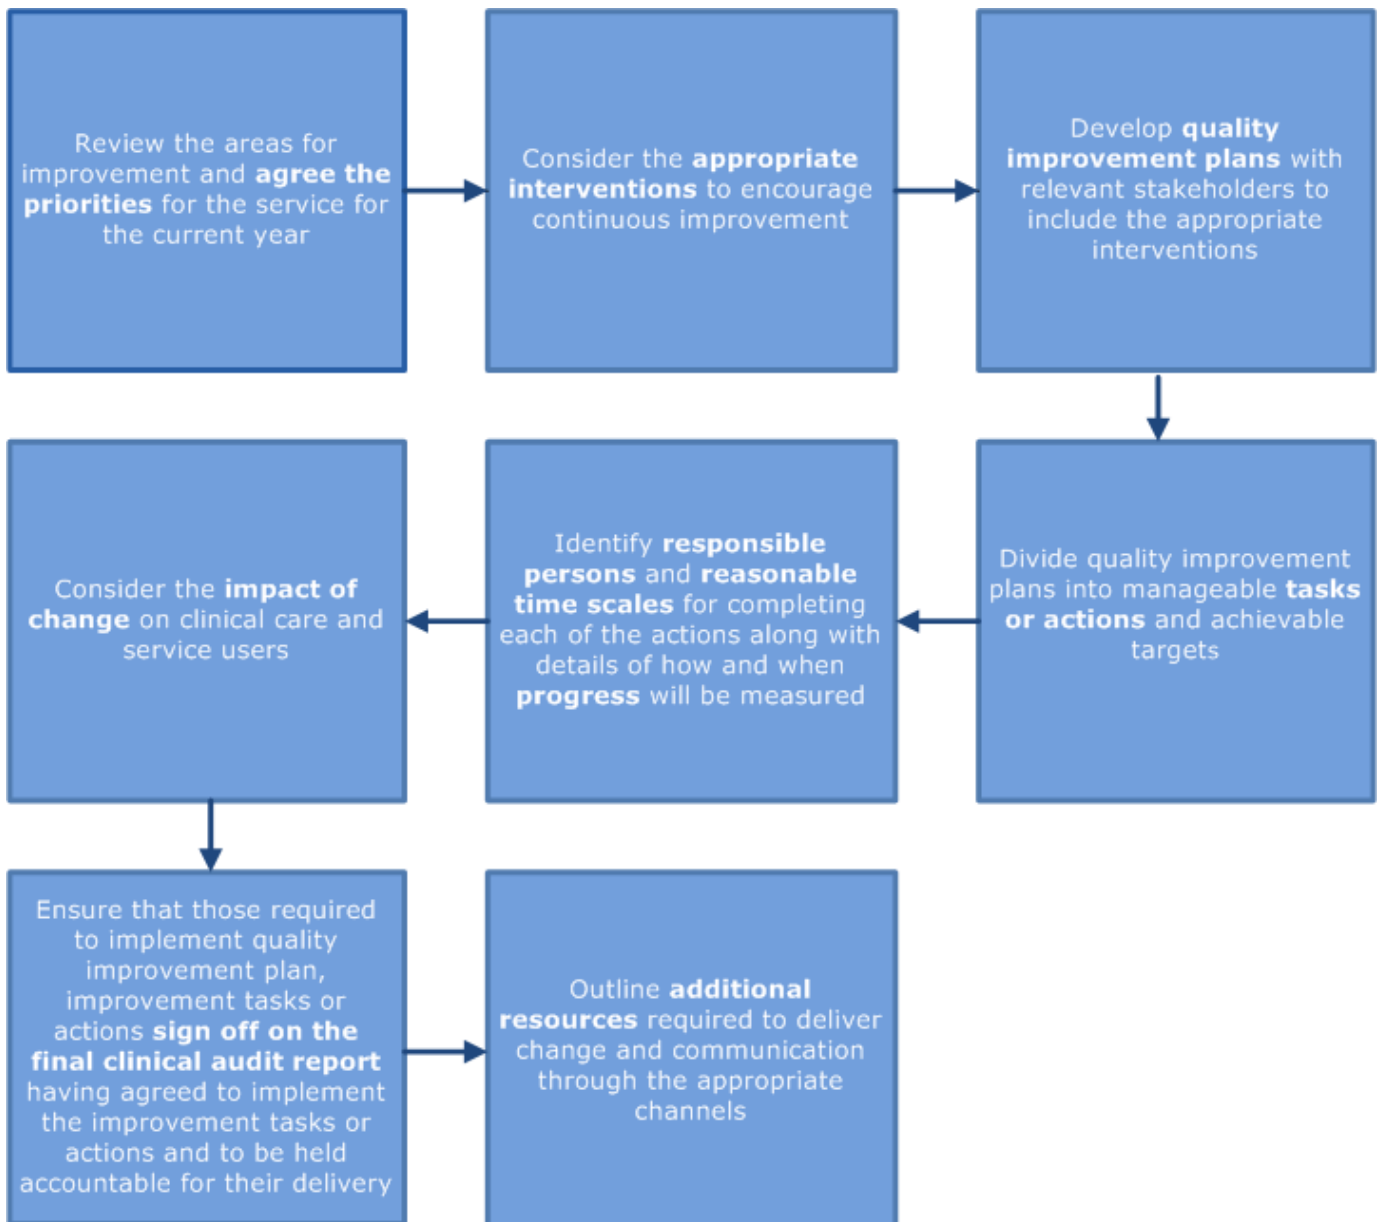 Review the areas for
improvement and agree the
priorities for the service for
the current year
Consider the appropriate
interventions to encourage
continuous improvement
Develop quality
improvement plans with
relevant stakeholders to
include the appropriate
interventions
Divide quality improvement
plans into manageable tasks
or actions and achievable
targets
Identify responsible
persons and reasonable
time scales for completing
each of the actions along with
details of how and when
progress will be measured
Consider the impact of
change on clinical care and
service users
Ensure that those required
to implement quality
improvement plan,
improvement tasks or
actions sign off on the
final clinical audit report
having agreed to implement
the improvement tasks or
actions and to be held
accountable for their delivery
Outline additional
resources required to deliver
change and communication
through the appropriate
channels